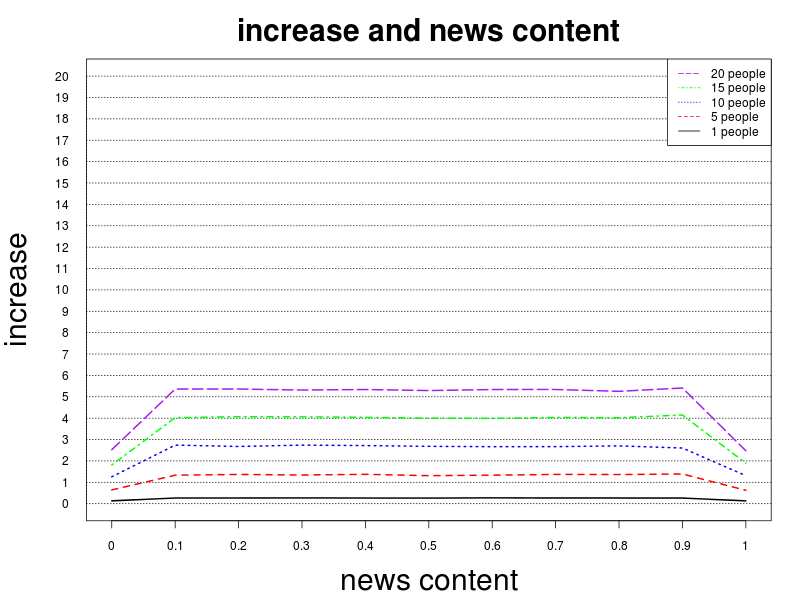 increase and news content
20 people
15 people
10 people
5 people
1 people
increase
20
19
18
17
16
15
14
13
12
11
10
9
8
7
6
5
4
3
2
1
0
0 0.1 0.2 0.3 0.4 0.5 0.6 0.7 0.8 0.9 1
news content